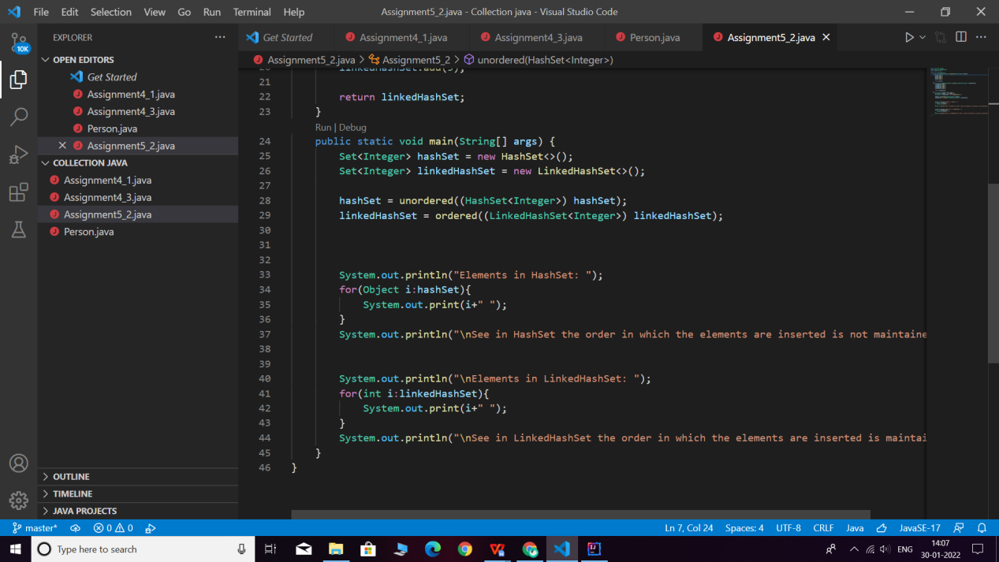 File Edit Selection View Go Run Terminal Help Assignment5_2.java - Collection java - Visual Studio Code
10K
EXPLORER
OPEN EDITORS
Get Started
Assignment4_1.java
Assignment4_3.java
Person.java
Assignment5_2.java
COLLECTION JAVA
Assignment4_1.java
Assignment4_3.java
Assignment5_2.java
Person.java
OUTLINE
TIMELINE
JAVA PROJECTS
Get Started Assignment4_1.java Assignment4_3.java Person.java Assignment5_2.java
Assignment5_2.java > Assignment5_2 > unordered(HashSet<Integer>)
20 linkedHashSet.add(5);
21
22 return linkedHashSet;
23 }
Run | Debug
24 public static void main(String[] args) {
25 Set<Integer> hashSet = new HashSet<>();
26 Set<Integer> linkedHashSet = new LinkedHashSet<>();
27
28 hashSet = unordered((HashSet<Integer>) hashSet);
29 linkedHashSet = ordered((LinkedHashSet<Integer>) linkedHashSet);
30
31
32
33 System.out.println("Elements in HashSet: ");
34 for(Object i:hashSet){
35 System.out.print(i+" ");
36 }
37 System.out.println("\nSee in HashSet the order in which the elements are inserted is not maintaine
38
39
40 System.out.println("\nElements in LinkedHashSet: ");
41 for(int i:linkedHashSet){
42 System.out.print(i+" ");
43 }
44 System.out.println("\nSee in LinkedHashSet the order in which the elements are inserted is maintai
45 }
46 }
master* 0 0 Ln 7, Col 24 Spaces: 4 UTF-8 CRLF Java JavaSE-17
Type here to search ENG 14:07
30-01-2022